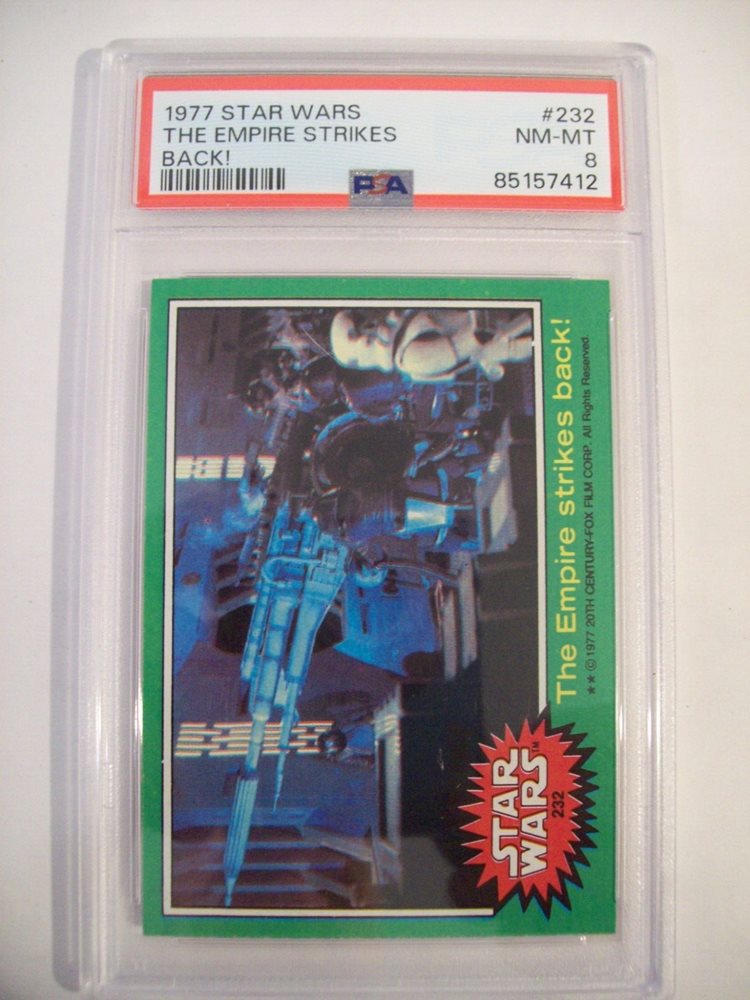 1977 STAR WARS
#232
THE EMPIRE STRIKES
NM-MT
BACK!
8
PSA
85157412
The Empire strikes back!
★★ © 1977 20TH CENTURY-FOX FILM CORP. All Rights Reserved.
STAR
WARS™
232